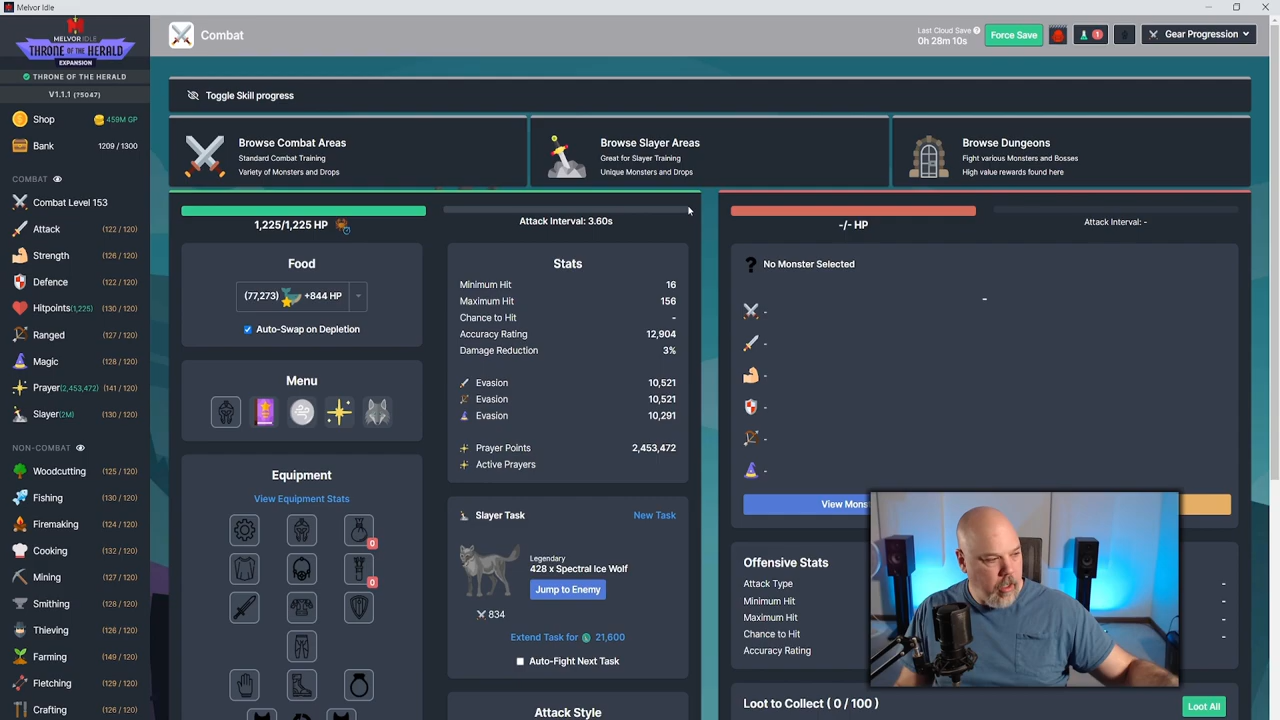 Melvor Idle
MELVOR IDLE
THRONE OF THE HERALD
EXPANSION
THRONE OF THE HERALD
V1.1.1 (?5047)
Shop
459M GP
Bank
1209 / 1300
COMBAT
Combat Level 153
Attack
(122 / 120)
Strength
(126 / 120)
Defence
(122 / 120)
Hitpoints(1,225)
(130 / 120)
Ranged
(127 / 120)
Magic
(128 / 120)
Prayer(2,453,472)
(141 / 120)
Slayer(2M)
(130 / 120)
NON-COMBAT
Woodcutting
(125 / 120)
Fishing
(130 / 120)
Firemaking
(124 / 120)
Cooking
(132 / 120)
Mining
(127 / 120)
Smithing
(128 / 120)
Thieving
(126 / 120)
Farming
(149 / 120)
Fletching
(130 / 120)
Crafting
(130 / 120)
Combat
Last Cloud Save
0h 28m 10s
Force Save
1
0
Gear Progression
Toggle Skill progress
Browse Combat Areas
Standard Combat Training
Variety of Monsters and Drops
Browse Slayer Areas
Great for Slayer Training
Unique Monsters and Drops
Browse Dungeons
Fight various Monsters and Bosses
High value rewards found here
1,225/1,225 HP
Attack Interval: 3.60s
Food
(77,273) +844 HP
Auto-Swap on Depletion
Menu
Equipment
View Equipment Stats
0
0
Stats
Minimum Hit 16
Maximum Hit 156
Chance to Hit -
Accuracy Rating 12,904
Damage Reduction 3%
Evasion 10,521
Evasion 10,521
Evasion 10,291
Prayer Points 2,453,472
Active Prayers
Slayer Task
New Task
Legendary
428 x Spectral Ice Wolf
Jump to Enemy
834
Extend Task for 21,600
Auto-Fight Next Task
Attack Style
-/- HP
Attack Interval: -
? No Monster Selected
-
-
-
-
-
-
-
View Mons
Offensive Stats
Attack Type -
Minimum Hit -
Maximum Hit -
Chance to Hit -
Accuracy Rating -
Loot to Collect ( 0 / 100 )
Loot All